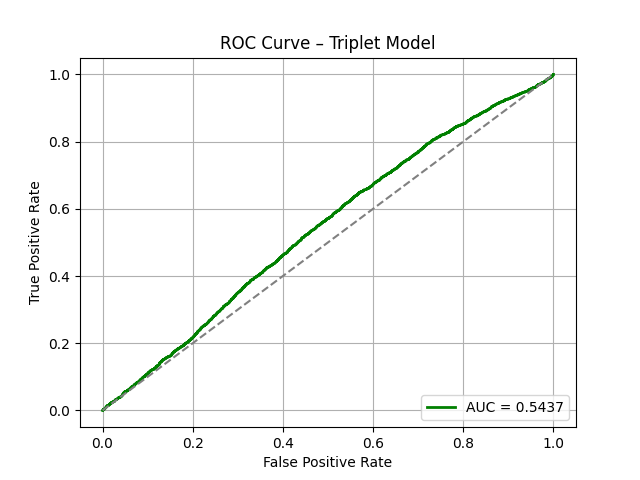 ROC Curve – Triplet Model
True Positive Rate
1.0
0.8
0.6
0.4
0.2
0.0
AUC = 0.5437
0.0 0.2 0.4 0.6 0.8 1.0
False Positive Rate